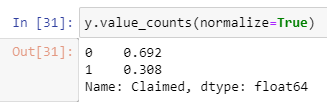 In [31]: y.value_counts(normalize=True)
Out[31]: 0    0.692
1    0.308
Name: Claimed, dtype: float64